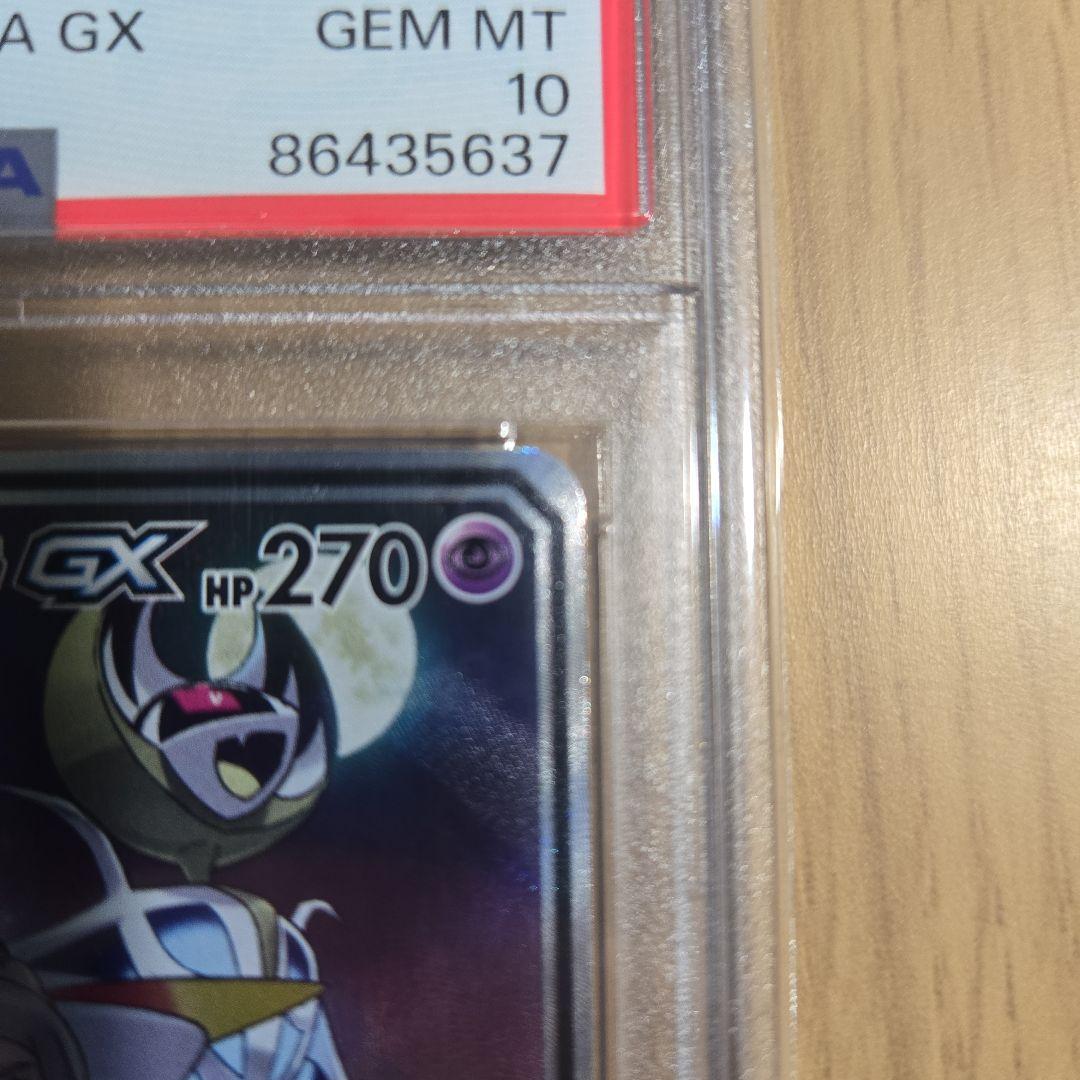 A GX GEM MT
10
86435637
A
GX HP 270